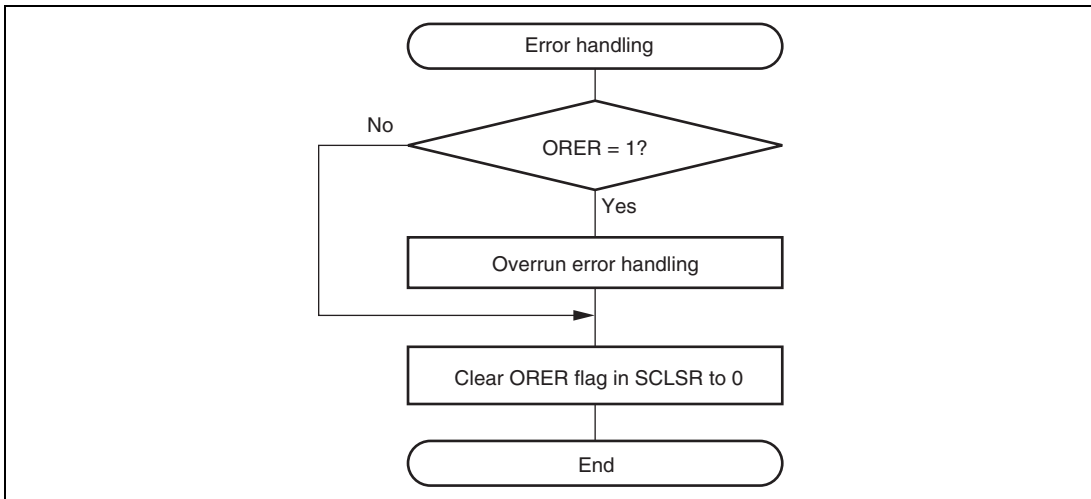 Error handling
No
ORER = 1?
Yes
Overrun error handling
Clear ORER flag in SCLSR to 0
End